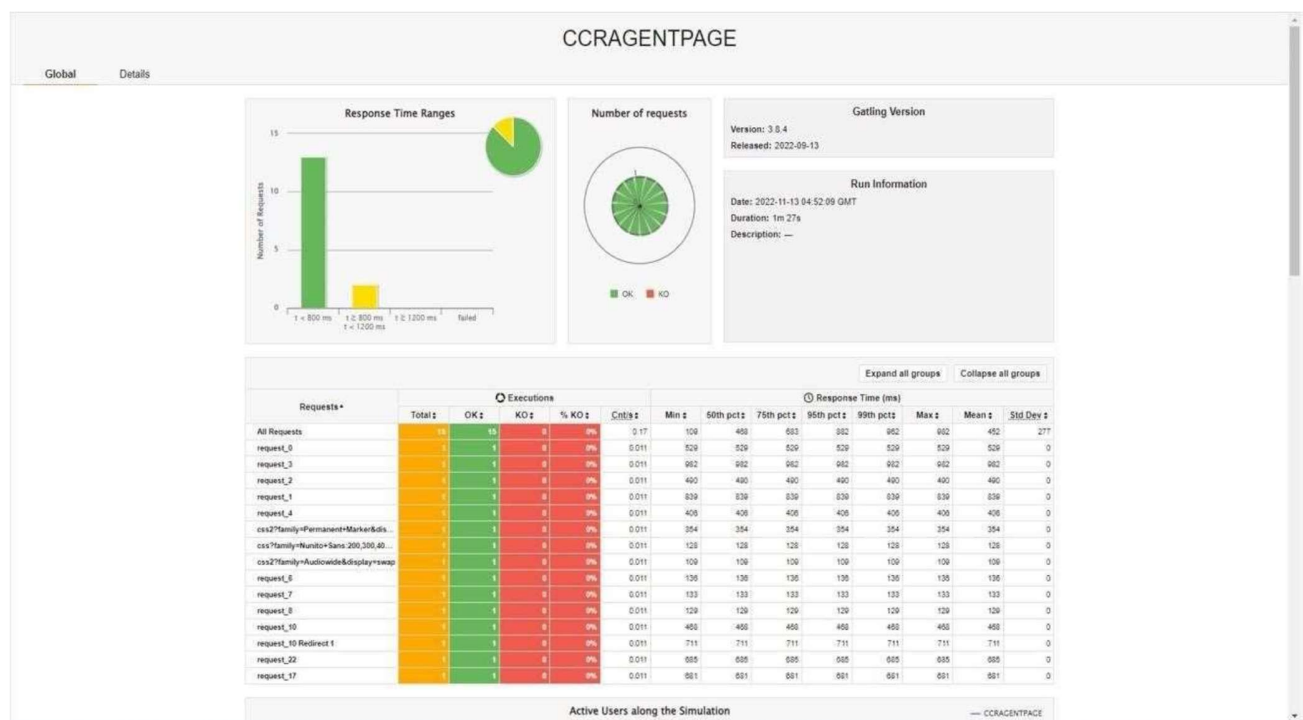 CCRAGENTPAGE
Global Details
Response Time Ranges
Number of Requests
15
10
5
0
t < 800 ms t ≥ 800 ms t ≥ 1200 ms failed
t < 1200 ms
Number of requests
OK KO
Gatling Version
Version: 3.8.4
Released: 2022-09-13
Run Information
Date: 2022-11-13 04:52:09 GMT
Duration: 1m 27s
Description: —
Expand all groups Collapse all groups
Requests Executions Response Time (ms)
Total OK KO % KO Cnt/s Min 50th pct 75th pct 95th pct 99th pct Max Mean Std Dev
All Requests 15 15 0 0% 0.17 109 468 683 882 962 982 452 277
request_0 1 1 0 0% 0.011 529 529 529 529 529 529 529 0
request_3 1 1 0 0% 0.011 982 982 982 982 982 982 982 0
request_2 1 1 0 0% 0.011 490 490 490 490 490 490 490 0
request_1 1 1 0 0% 0.011 839 839 839 839 839 839 839 0
request_4 1 1 0 0% 0.011 406 406 406 406 406 406 406 0
css2?family=Permanent+Marker&dis... 1 1 0 0% 0.011 354 354 354 354 354 354 354 0
css?family=Nunito+Sans:200,300,40... 1 1 0 0% 0.011 128 128 128 128 128 128 128 0
css2?family=Audiowide&display=swap 1 1 0 0% 0.011 109 109 109 109 109 109 109 0
request_6 1 1 0 0% 0.011 136 136 136 136 136 136 136 0
request_7 1 1 0 0% 0.011 133 133 133 133 133 133 133 0
request_8 1 1 0 0% 0.011 129 129 129 129 129 129 129 0
request_10 1 1 0 0% 0.011 468 468 468 468 468 468 468 0
request_10 Redirect 1 1 1 0 0% 0.011 711 711 711 711 711 711 711 0
request_22 1 1 0 0% 0.011 685 685 685 685 685 685 685 0
request_17 1 1 0 0% 0.011 681 681 681 681 681 681 681 0
Active Users along the Simulation
CCRAGENTPAGE